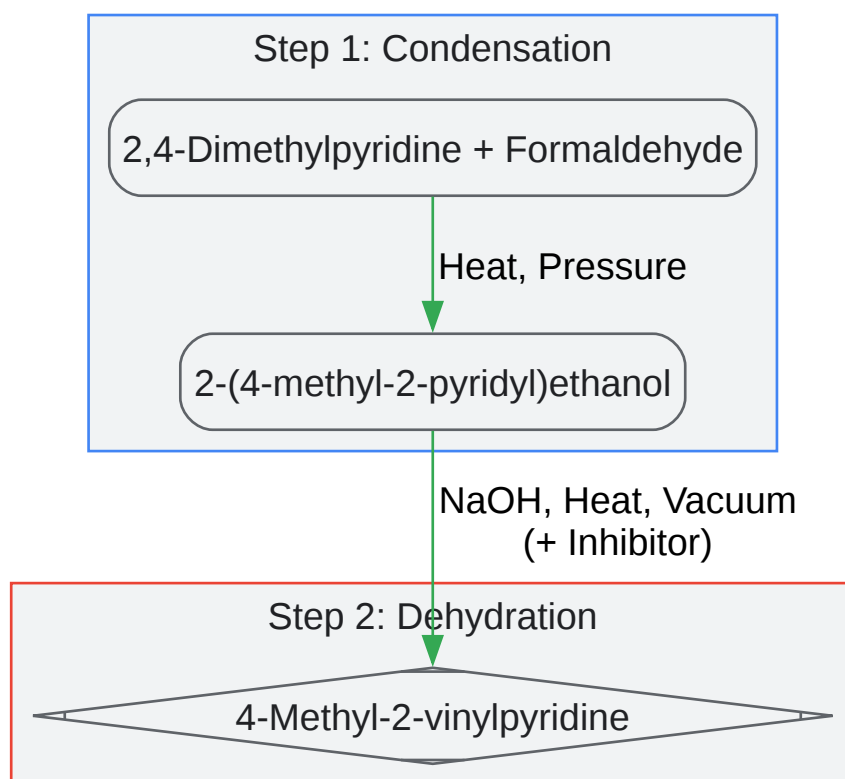 Step 1: Condensation
2,4-Dimethylpyridine + Formaldehyde
Heat, Pressure
2-(4-methyl-2-pyridyl)ethanol
NaOH, Heat, Vacuum
(+ Inhibitor)
Step 2: Dehydration
4-Methyl-2-vinylpyridine